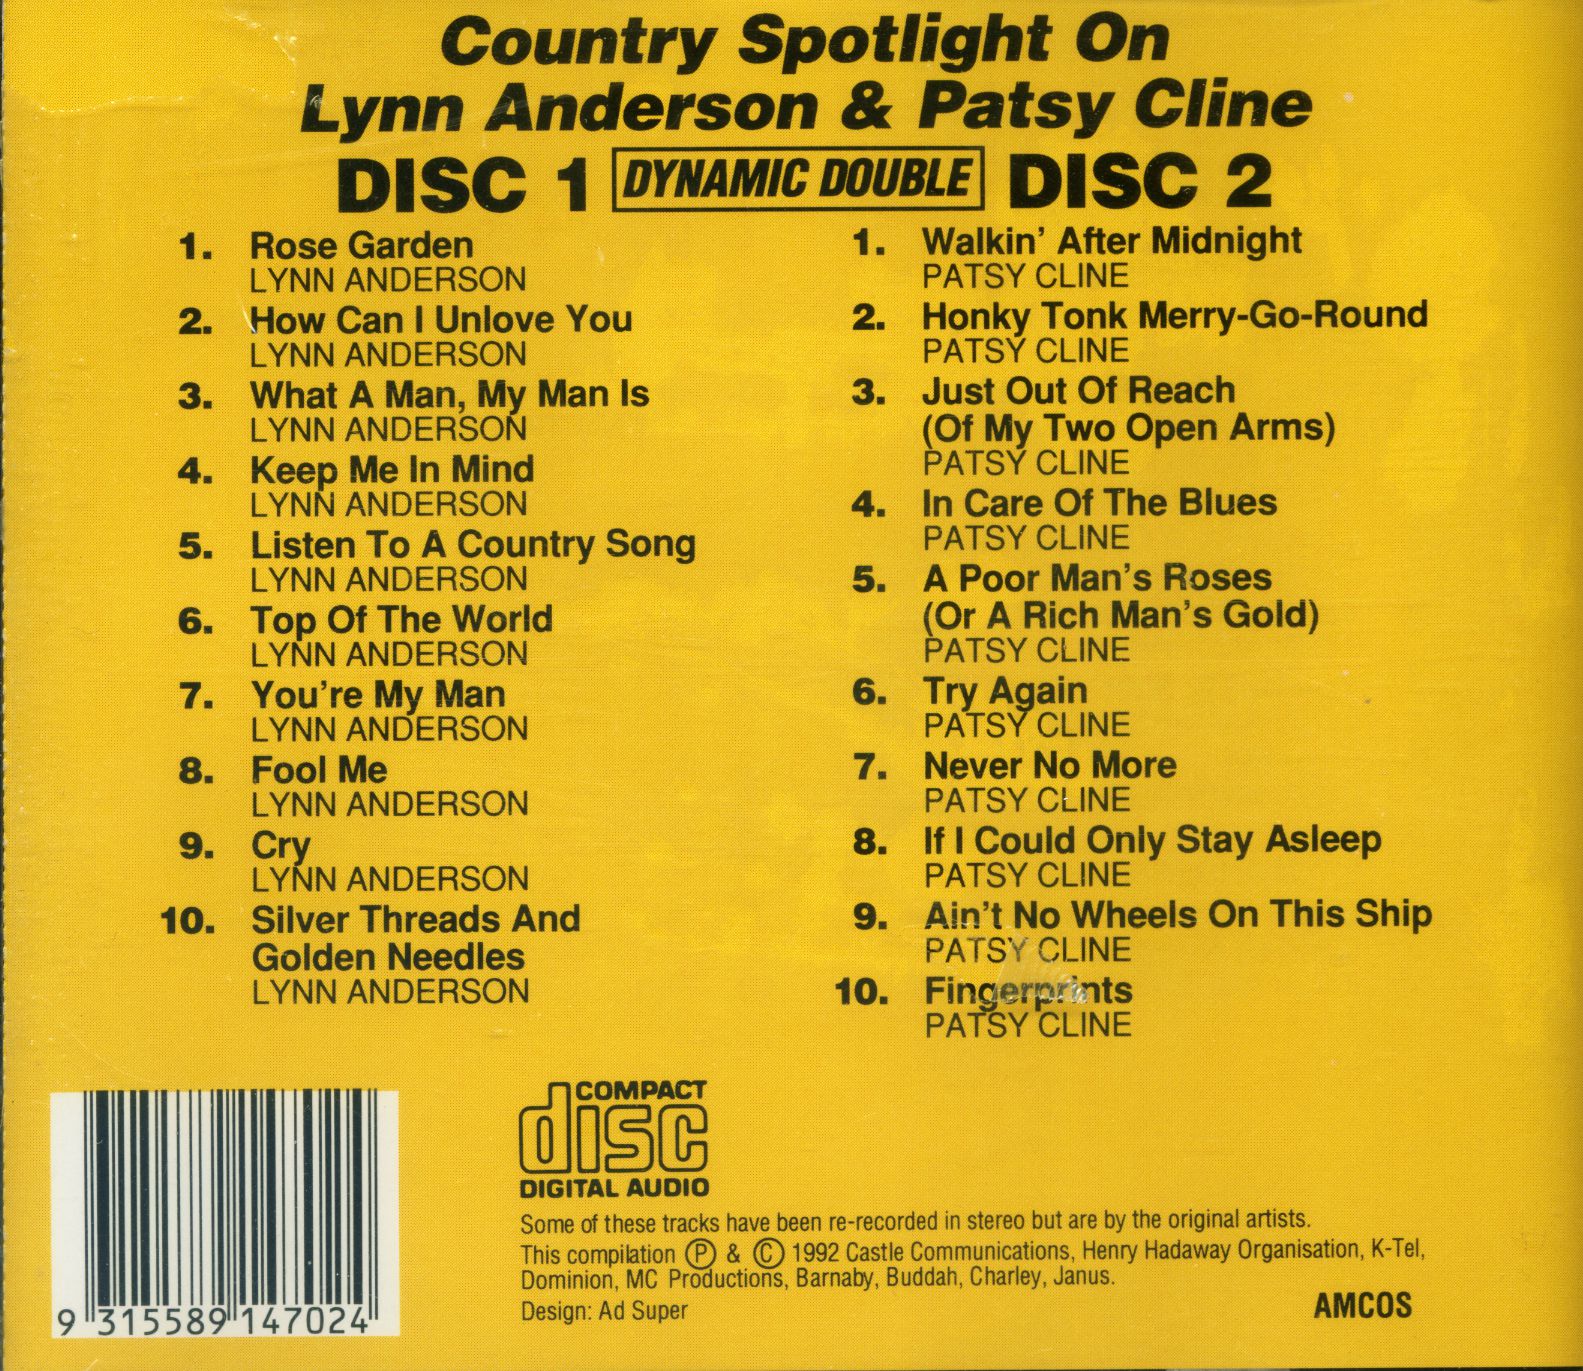 Country Spotlight On
Lynn Anderson & Patsy Cline
DISC 1 DYNAMIC DOUBLE DISC 2
1. Rose Garden
LYNN ANDERSON
2. How Can I Unlove You
LYNN ANDERSON
3. What A Man, My Man Is
LYNN ANDERSON
4. Keep Me In Mind
LYNN ANDERSON
5. Listen To A Country Song
LYNN ANDERSON
6. Top Of The World
LYNN ANDERSON
7. You're My Man
LYNN ANDERSON
8. Fool Me
LYNN ANDERSON
9. Cry
LYNN ANDERSON
10. Silver Threads And
Golden Needles
LYNN ANDERSON
1. Walkin' After Midnight
PATSY CLINE
2. Honky Tonk Merry-Go-Round
PATSY CLINE
3. Just Out Of Reach
(Of My Two Open Arms)
PATSY CLINE
4. In Care Of The Blues
PATSY CLINE
5. A Poor Man's Roses
(Or A Rich Man's Gold)
PATSY CLINE
6. Try Again
PATSY CLINE
7. Never No More
PATSY CLINE
8. If I Could Only Stay Asleep
PATSY CLINE
9. Ain't No Wheels On This Ship
PATSY CLINE
10. Fingerprints
PATSY CLINE
9 315589 147024
COMPACT
disc
DIGITAL AUDIO
Some of these tracks have been re-recorded in stereo but are by the original artists.
This compilation Ⓟ & © 1992 Castle Communications, Henry Hadaway Organisation, K-Tel,
Dominion, MC Productions, Barnaby, Buddah, Charley, Janus.
Design: Ad Super
AMCOS